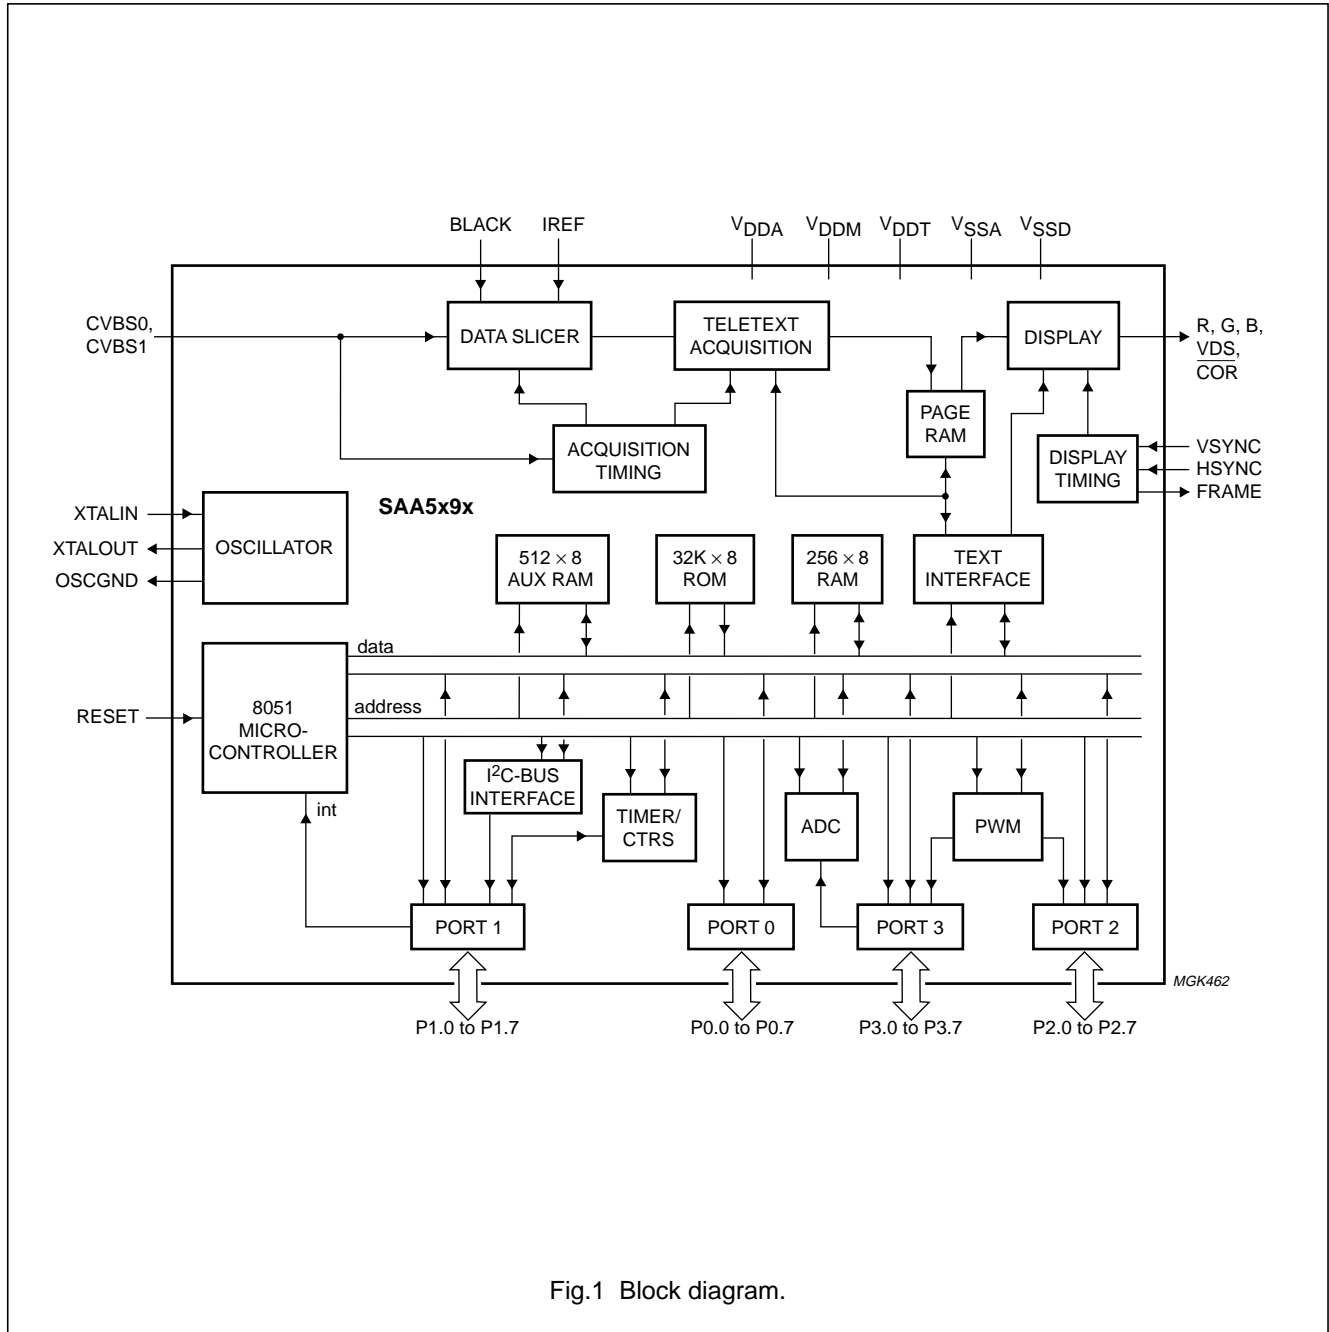 BLACK IREF VDDA VDDM VDDT VSSA VSSD
CVBS0,
CVBS1
DATA SLICER
TELETEXT
ACQUISITION
DISPLAY
R, G, B,
VDS,
COR
PAGE
RAM
ACQUISITION
TIMING
DISPLAY
TIMING
VSYNC
HSYNC
FRAME
SAA5x9x
XTALIN
XTALOUT
OSCGND
OSCILLATOR
512 × 8
AUX RAM
32K × 8
ROM
256 × 8
RAM
TEXT
INTERFACE
data
address
RESET
8051
MICRO-
CONTROLLER
int
I2C-BUS
INTERFACE
TIMER/
CTRS
ADC
PWM
PORT 1
PORT 0
PORT 3
PORT 2
MGK462
P1.0 to P1.7
P0.0 to P0.7
P3.0 to P3.7
P2.0 to P2.7
Fig.1 Block diagram.